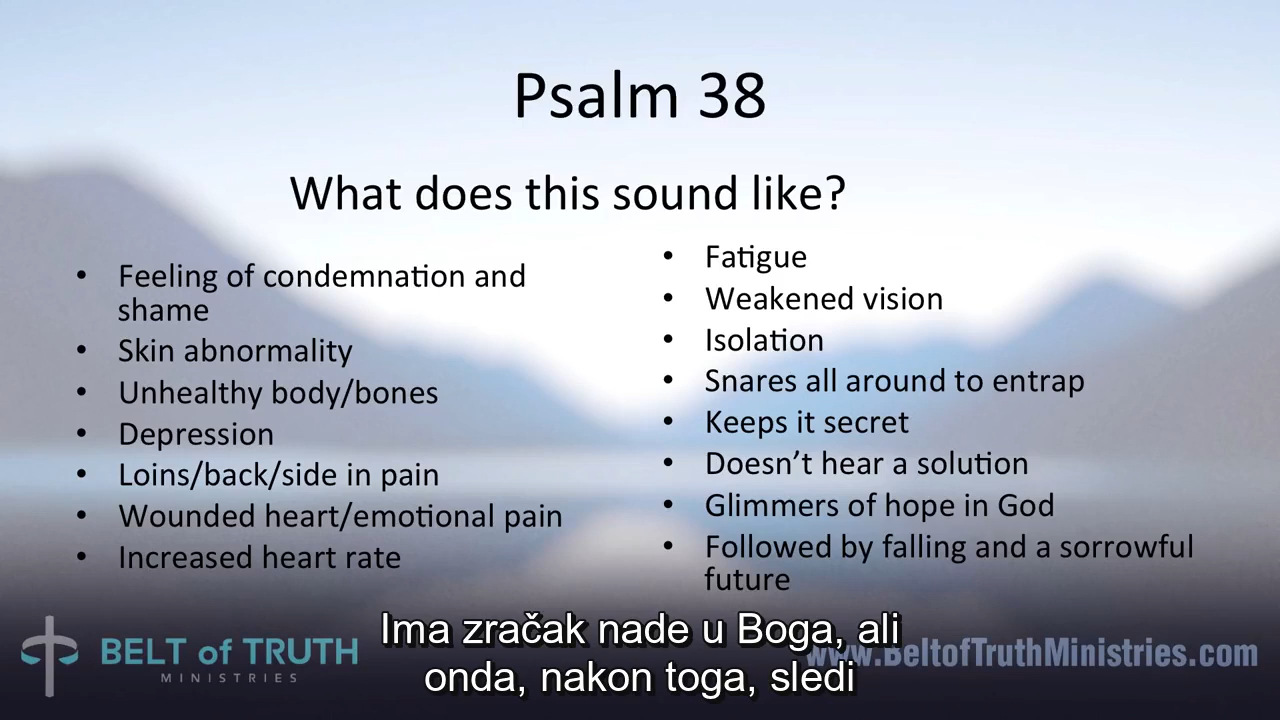 Psalm 38
What does this sound like?
• Feeling of condemnation and
shame
• Skin abnormality
• Unhealthy body/bones
• Depression
• Loins/back/side in pain
• Wounded heart/emotional pain
• Increased heart rate
• Fatigue
• Weakened vision
• Isolation
• Snares all around to entrap
• Keeps it secret
• Doesn’t hear a solution
• Glimmers of hope in God
• Followed by falling and a sorrowful
future
BELT of TRUTH
MINISTRIES
www.BeltofTruthMinistries.com
Ima zračak nade u Boga, ali
onda, nakon toga, sledi